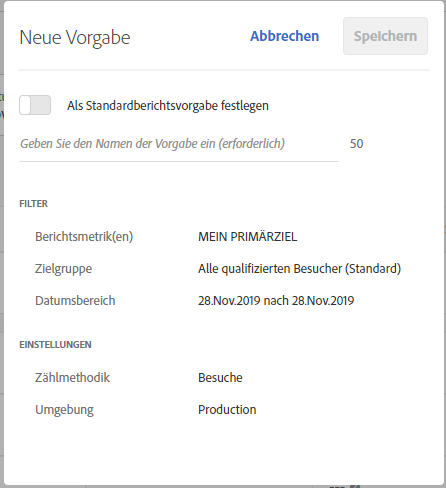 Neue Vorgabe Abbrechen Speichern
Als Standardberichtsvorgabe festlegen
Geben Sie den Namen der Vorgabe ein (erforderlich) 50
FILTER
Berichtsmetrik(en) MEIN PRIMÄRZIEL
Zielgruppe Alle qualifizierten Besucher (Standard)
Datumsbereich 28.Nov.2019 nach 28.Nov.2019
EINSTELLUNGEN
Zählmethodik Besuche
Umgebung Production